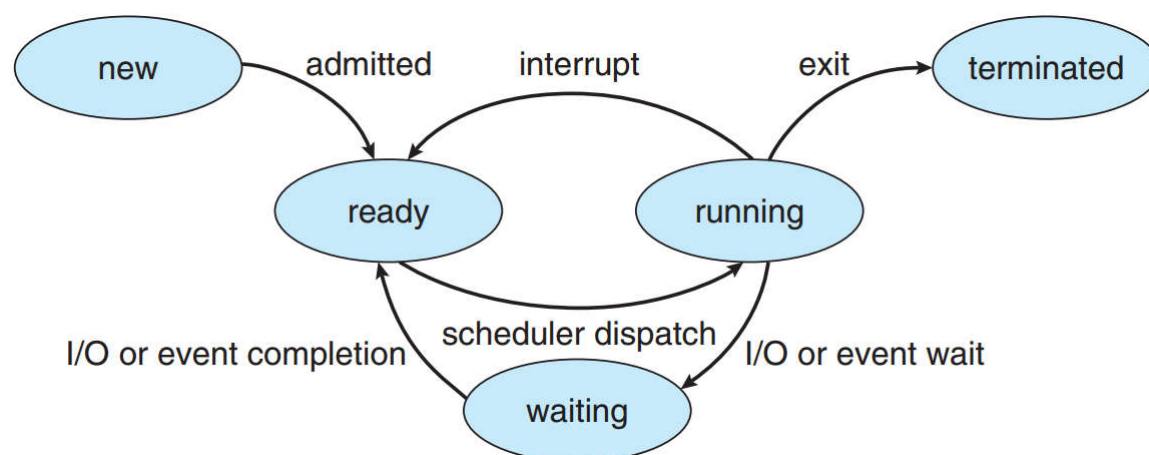 new
admitted
interrupt
exit
terminated
ready
running
I/O or event completion
scheduler dispatch
I/O or event wait
waiting